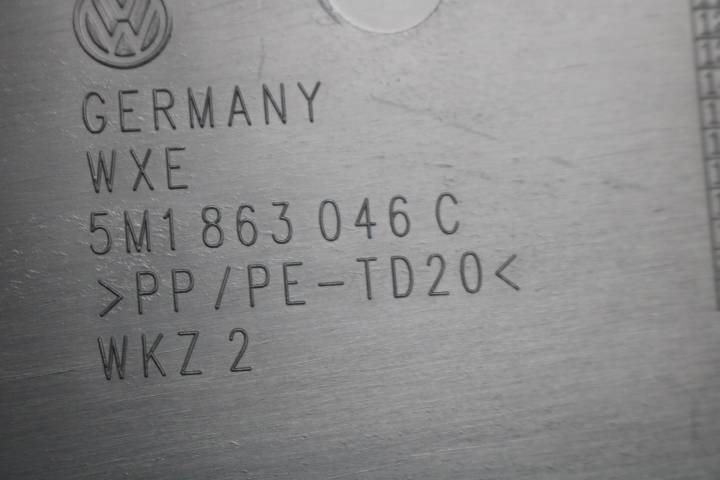 GERMANY
WXE
5M1 863 046 C
>PP/PE-TD20<
WKZ 2